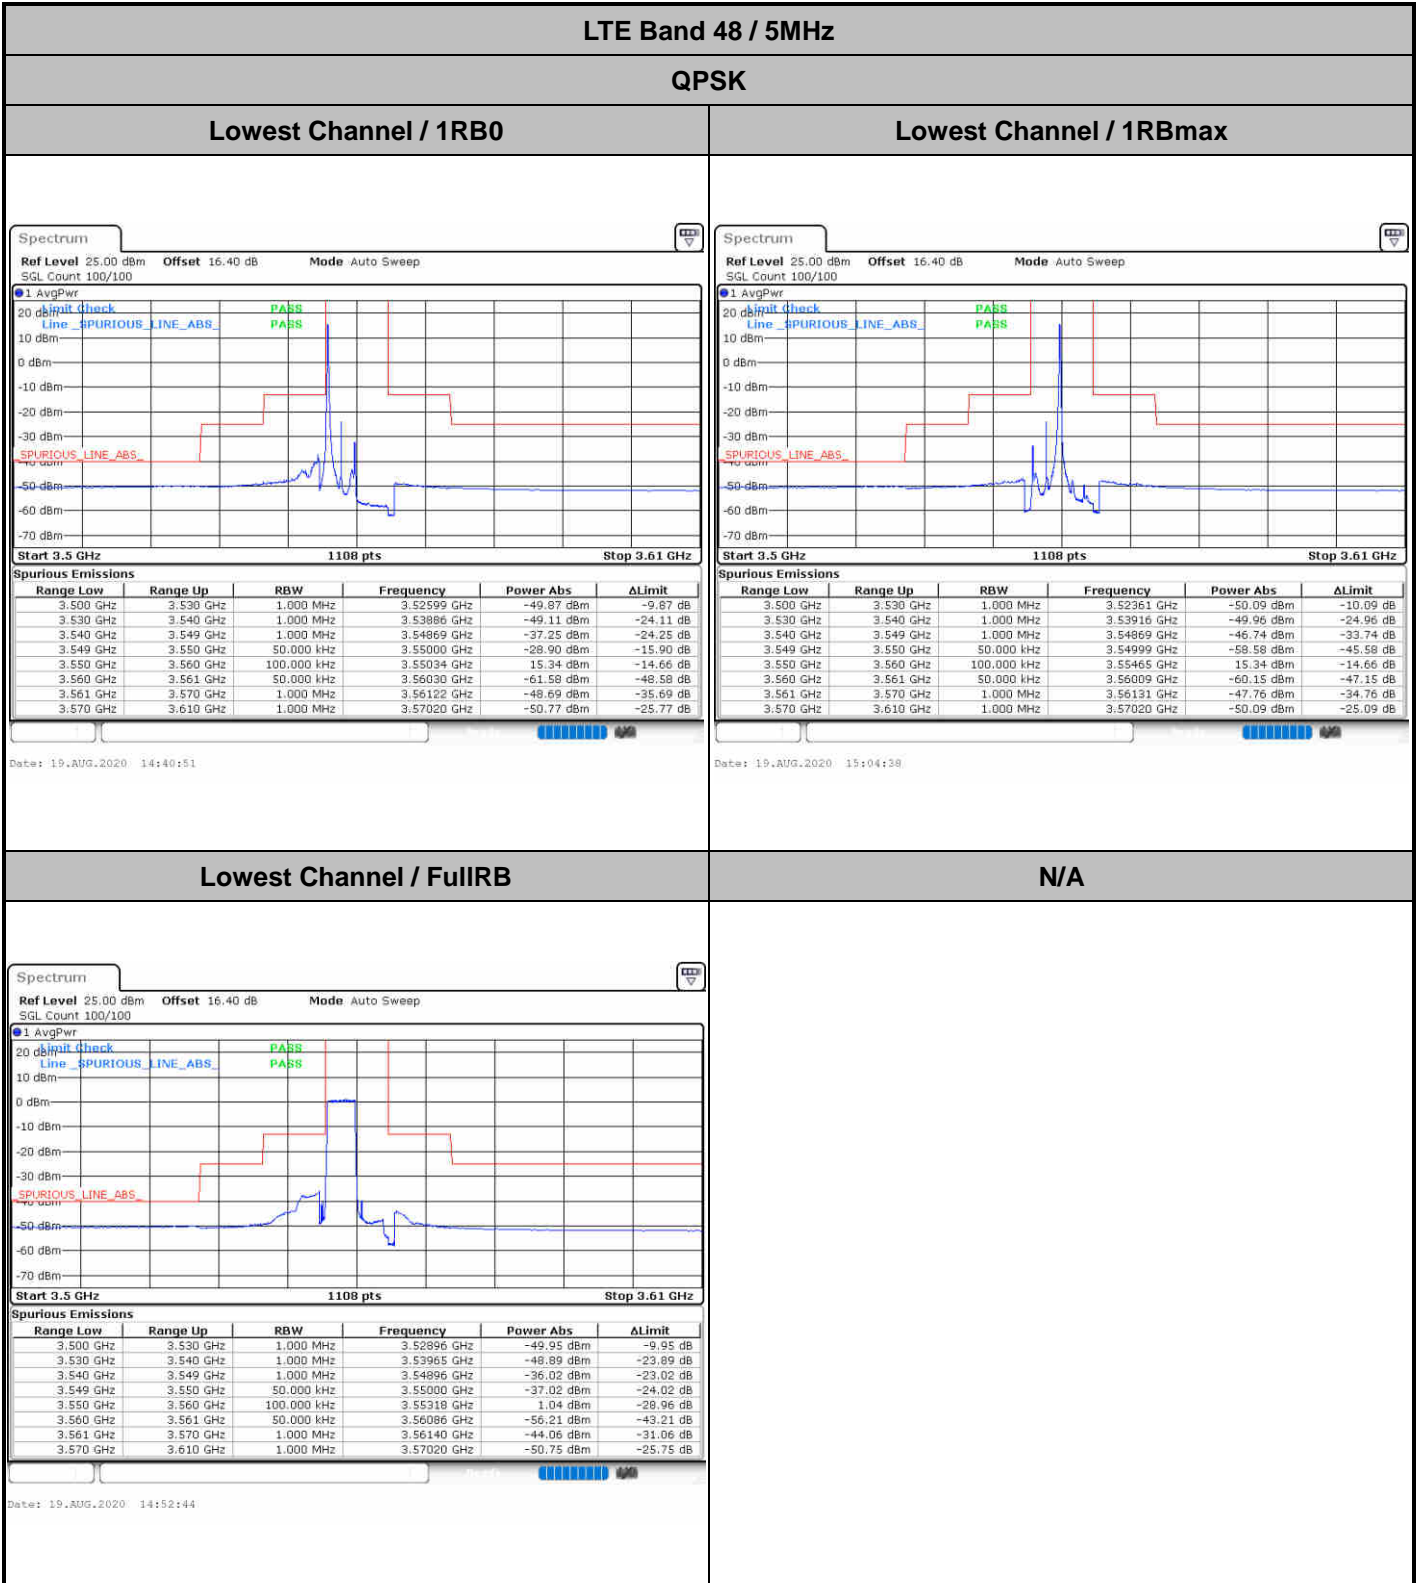 LTE Band 48 / 5MHz
QPSK
Lowest Channel / 1RB0
Lowest Channel / 1RBmax
Spectrum
Ref Level 25.00 dBm Offset 16.40 dB Mode Auto Sweep
SGL Count 100/100
1 AvgPwr
Limit Check PASS
Line _SPURIOUS_LINE_ABS_ PASS
20 dBm
10 dBm
0 dBm
-10 dBm
-20 dBm
-30 dBm
_SPURIOUS_LINE_ABS_
-40 dBm
-50 dBm
-60 dBm
-70 dBm
Start 3.5 GHz 1108 pts Stop 3.61 GHz
Spurious Emissions
Range Low Range Up RBW Frequency Power Abs ΔLimit
3.500 GHz 3.530 GHz 1.000 MHz 3.52599 GHz -49.87 dBm -9.87 dB
3.530 GHz 3.540 GHz 1.000 MHz 3.53886 GHz -49.11 dBm -24.11 dB
3.540 GHz 3.549 GHz 1.000 MHz 3.54869 GHz -37.25 dBm -24.25 dB
3.549 GHz 3.550 GHz 50.000 kHz 3.55000 GHz -28.90 dBm -15.90 dB
3.550 GHz 3.560 GHz 100.000 kHz 3.55034 GHz 15.34 dBm -14.66 dB
3.560 GHz 3.561 GHz 50.000 kHz 3.56030 GHz -61.58 dBm -48.58 dB
3.561 GHz 3.570 GHz 1.000 MHz 3.56122 GHz -48.69 dBm -35.69 dB
3.570 GHz 3.610 GHz 1.000 MHz 3.57020 GHz -50.77 dBm -25.77 dB
Date: 19.AUG.2020 14:40:51
Spectrum
Ref Level 25.00 dBm Offset 16.40 dB Mode Auto Sweep
SGL Count 100/100
1 AvgPwr
Limit Check PASS
Line _SPURIOUS_LINE_ABS_ PASS
20 dBm
10 dBm
0 dBm
-10 dBm
-20 dBm
-30 dBm
_SPURIOUS_LINE_ABS_
-40 dBm
-50 dBm
-60 dBm
-70 dBm
Start 3.5 GHz 1108 pts Stop 3.61 GHz
Spurious Emissions
Range Low Range Up RBW Frequency Power Abs ΔLimit
3.500 GHz 3.530 GHz 1.000 MHz 3.52361 GHz -50.09 dBm -10.09 dB
3.530 GHz 3.540 GHz 1.000 MHz 3.53916 GHz -49.96 dBm -24.96 dB
3.540 GHz 3.549 GHz 1.000 MHz 3.54869 GHz -46.74 dBm -33.74 dB
3.549 GHz 3.550 GHz 50.000 kHz 3.54999 GHz -58.58 dBm -45.58 dB
3.550 GHz 3.560 GHz 100.000 kHz 3.55465 GHz 15.34 dBm -14.66 dB
3.560 GHz 3.561 GHz 50.000 kHz 3.56009 GHz -60.15 dBm -47.15 dB
3.561 GHz 3.570 GHz 1.000 MHz 3.56131 GHz -47.76 dBm -34.76 dB
3.570 GHz 3.610 GHz 1.000 MHz 3.57020 GHz -50.09 dBm -25.09 dB
Date: 19.AUG.2020 15:04:38
Lowest Channel / FullRB
N/A
Spectrum
Ref Level 25.00 dBm Offset 16.40 dB Mode Auto Sweep
SGL Count 100/100
1 AvgPwr
Limit Check PASS
Line _SPURIOUS_LINE_ABS_ PASS
20 dBm
10 dBm
0 dBm
-10 dBm
-20 dBm
-30 dBm
_SPURIOUS_LINE_ABS_
-40 dBm
-50 dBm
-60 dBm
-70 dBm
Start 3.5 GHz 1108 pts Stop 3.61 GHz
Spurious Emissions
Range Low Range Up RBW Frequency Power Abs ΔLimit
3.500 GHz 3.530 GHz 1.000 MHz 3.52896 GHz -49.95 dBm -9.95 dB
3.530 GHz 3.540 GHz 1.000 MHz 3.53965 GHz -48.89 dBm -23.89 dB
3.540 GHz 3.549 GHz 1.000 MHz 3.54896 GHz -36.02 dBm -23.02 dB
3.549 GHz 3.550 GHz 50.000 kHz 3.55000 GHz -37.02 dBm -24.02 dB
3.550 GHz 3.560 GHz 100.000 kHz 3.55318 GHz 1.04 dBm -28.96 dB
3.560 GHz 3.561 GHz 50.000 kHz 3.56086 GHz -56.21 dBm -43.21 dB
3.561 GHz 3.570 GHz 1.000 MHz 3.56140 GHz -44.06 dBm -31.06 dB
3.570 GHz 3.610 GHz 1.000 MHz 3.57020 GHz -50.75 dBm -25.75 dB
Date: 19.AUG.2020 14:52:44